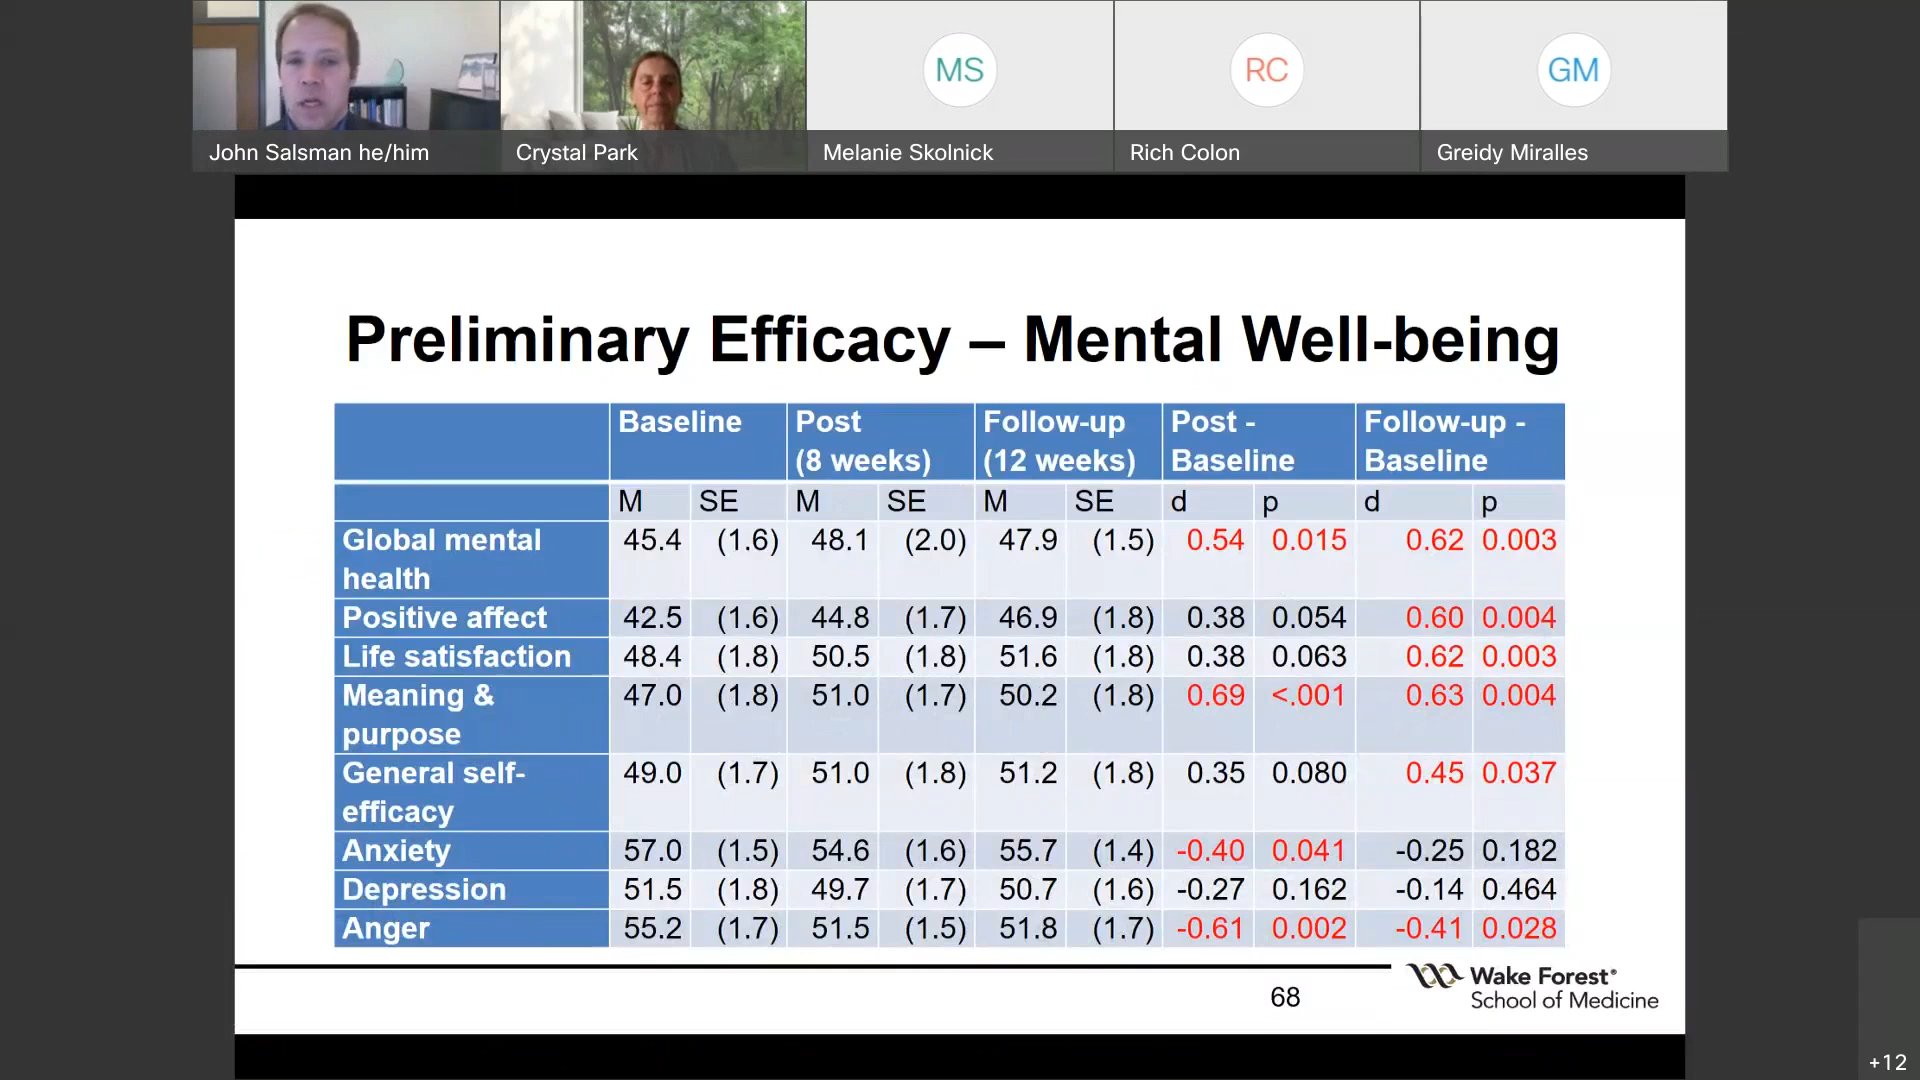 MS
RC
GM
John Salsman he/him
Crystal Park
Melanie Skolnick
Rich Colon
Greidy Miralles
Preliminary Efficacy – Mental Well-being
Baseline Post (8 weeks) Follow-up (12 weeks) Post - Baseline Follow-up - Baseline
M SE M SE M SE d p d p
Global mental health 45.4 (1.6) 48.1 (2.0) 47.9 (1.5) 0.54 0.015 0.62 0.003
Positive affect 42.5 (1.6) 44.8 (1.7) 46.9 (1.8) 0.38 0.054 0.60 0.004
Life satisfaction 48.4 (1.8) 50.5 (1.8) 51.6 (1.8) 0.38 0.063 0.62 0.003
Meaning & purpose 47.0 (1.8) 51.0 (1.7) 50.2 (1.8) 0.69 <.001 0.63 0.004
General self-efficacy 49.0 (1.7) 51.0 (1.8) 51.2 (1.8) 0.35 0.080 0.45 0.037
Anxiety 57.0 (1.5) 54.6 (1.6) 55.7 (1.4) -0.40 0.041 -0.25 0.182
Depression 51.5 (1.8) 49.7 (1.7) 50.7 (1.6) -0.27 0.162 -0.14 0.464
Anger 55.2 (1.7) 51.5 (1.5) 51.8 (1.7) -0.61 0.002 -0.41 0.028
68
Wake Forest®
School of Medicine
+12